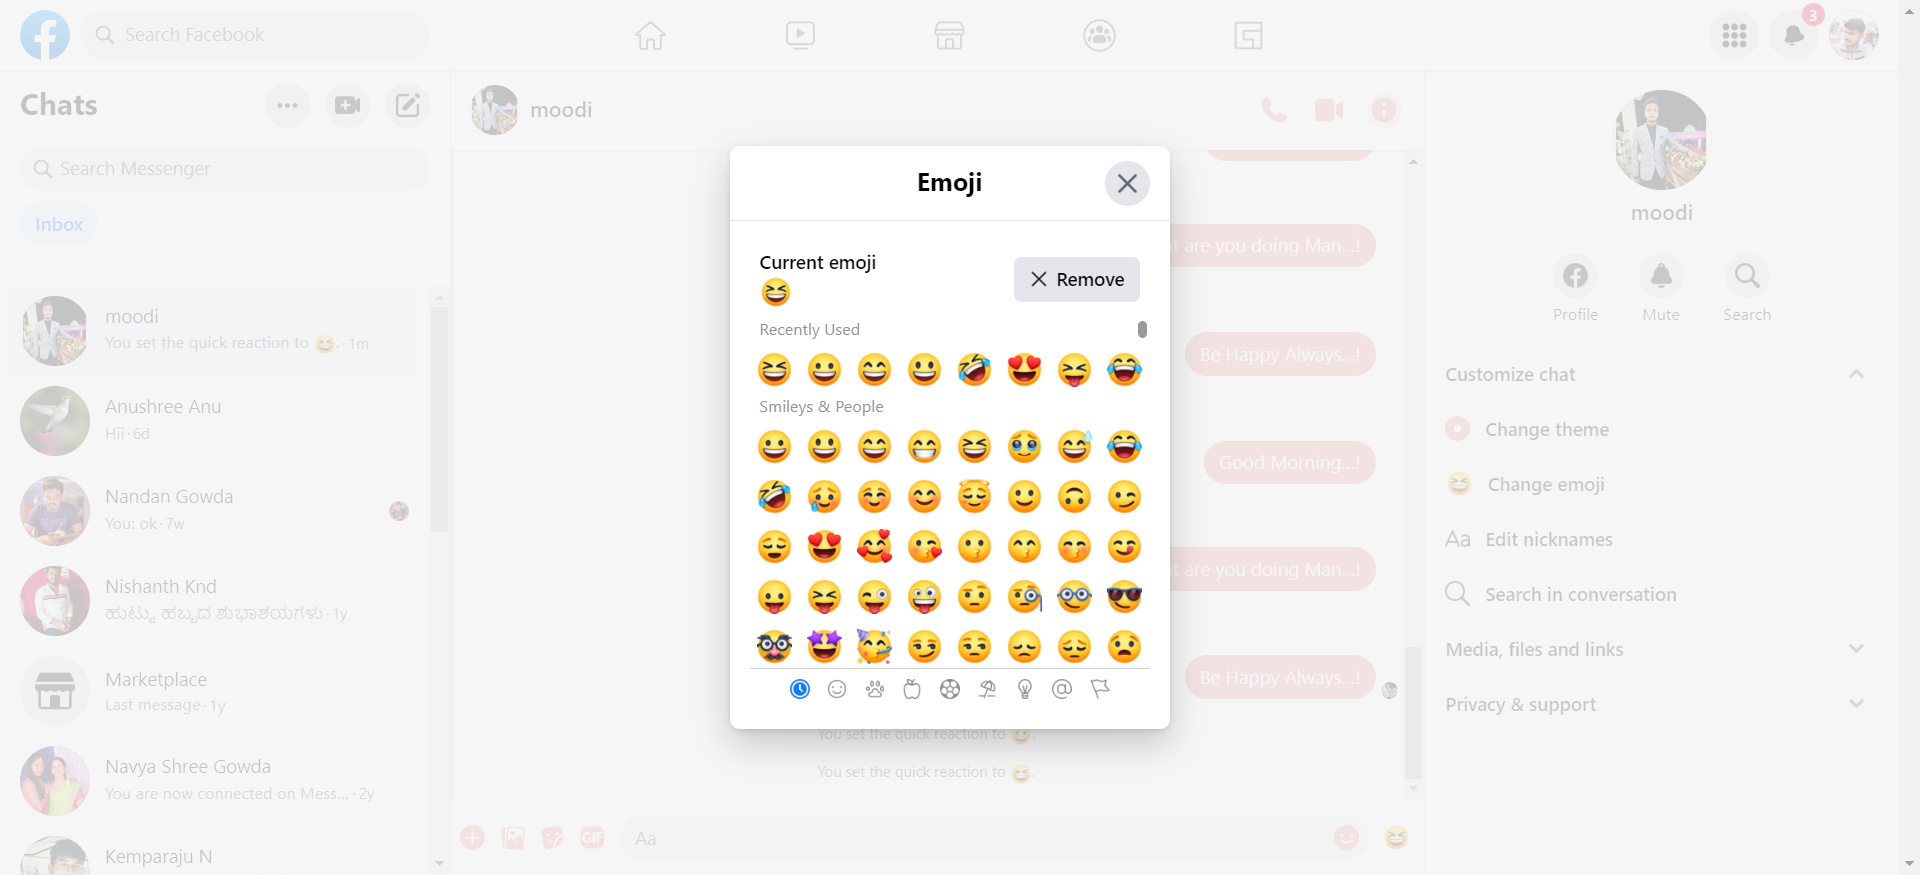 Search Facebook
3
Chats
Search Messenger
Inbox
moodi
You set the quick reaction to 😆. · 1m
Anushree Anu
Hii · 6d
Nandan Gowda
You: ok · 7w
Nishanth Knd
ಹುಟ್ಟು ಹಬ್ಬದ ಶುಭಾಶಯಗಳು · 1y
Marketplace
Last message · 1y
Navya Shree Gowda
You are now connected on Mess... · 2y
Kemparaju N
moodi
are you doing Man...!
Be Happy Always...!
Good Morning...!
are you doing Man...!
Be Happy Always...!
You set the quick reaction to 😀.
You set the quick reaction to 😆.
GIF
Aa
Emoji
Current emoji
Remove
Recently Used
Smileys & People
moodi
Profile
Mute
Search
Customize chat
Change theme
Change emoji
Aa Edit nicknames
Search in conversation
Media, files and links
Privacy & support